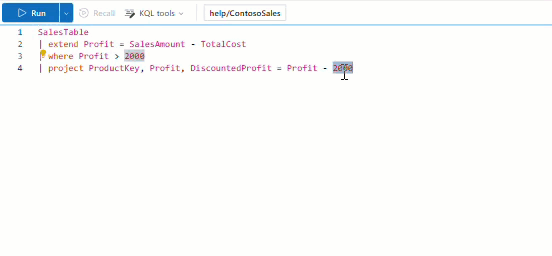 Run Recall KQL tools help/ContosoSales
1 SalesTable
2 | extend Profit = SalesAmount - TotalCost
3 | where Profit > 2000
4 | project ProductKey, Profit, DiscountedProfit = Profit - 2000